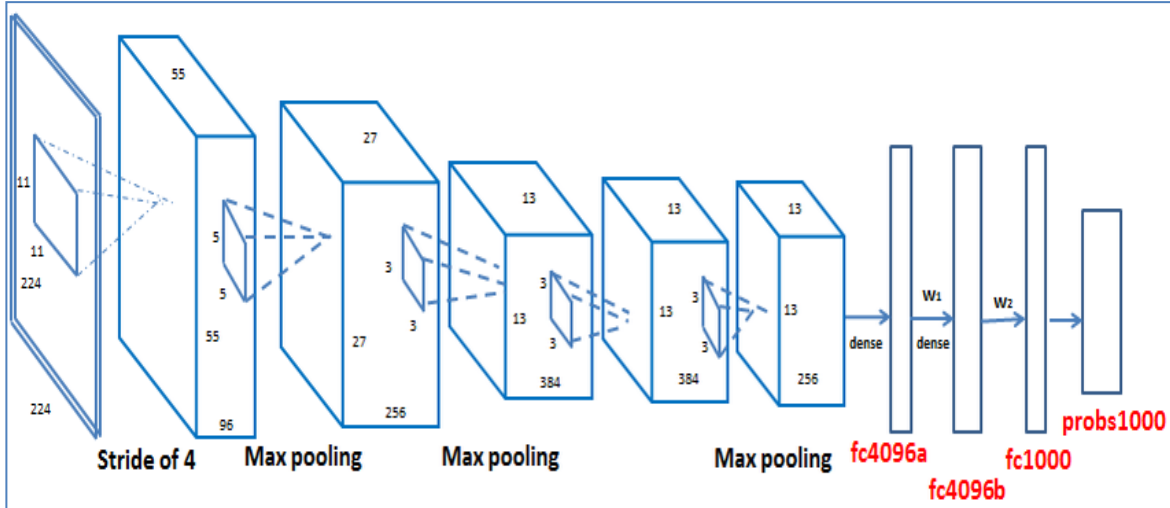 11
11
224
224
55
5
5
55
96
Stride of 4
27
3
3
27
256
Max pooling
13
3
3
13
384
Max pooling
13
3
3
13
384
13
13
256
Max pooling
dense
fc4096a
W1
dense
fc4096b
W2
fc1000
probs1000